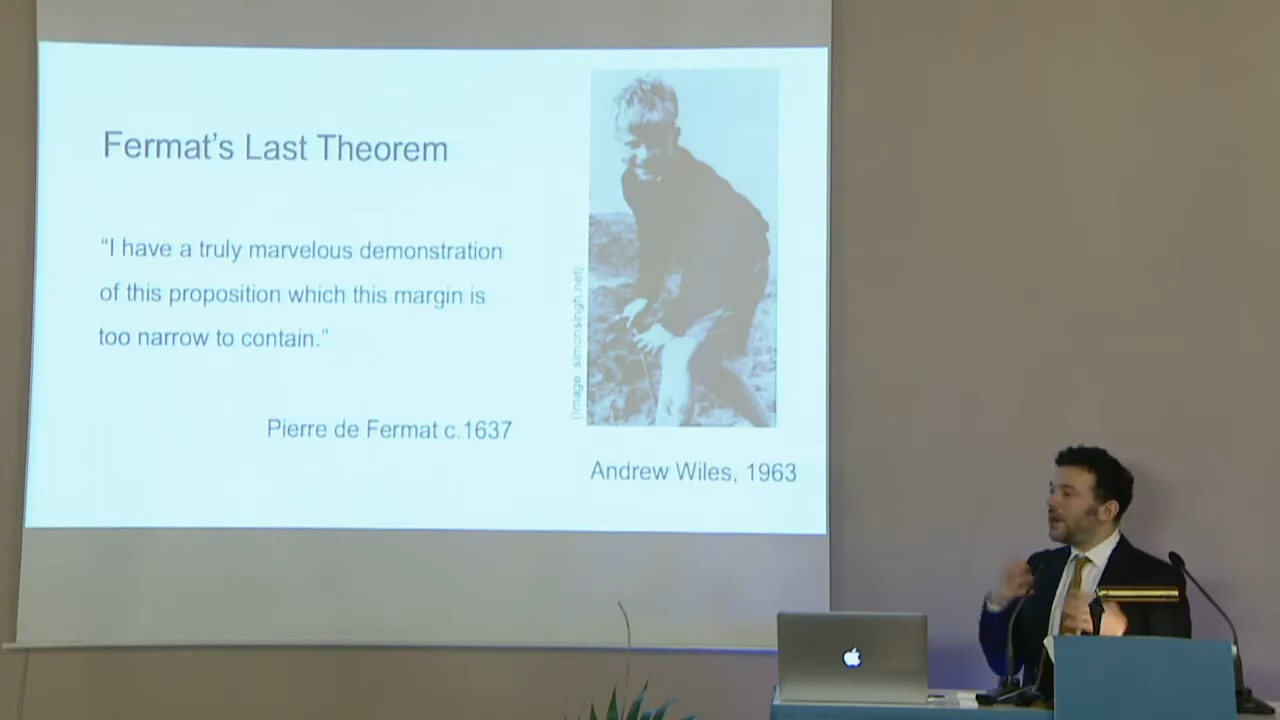 Fermat's Last Theorem
“I have a truly marvelous demonstration
of this proposition which this margin is
too narrow to contain.”
Pierre de Fermat c.1637
(Image: simonsingh.net)
Andrew Wiles, 1963